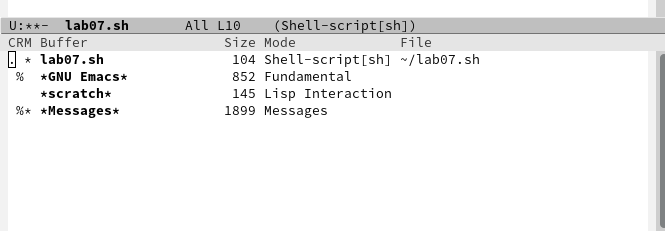 U:**-  lab07.sh       All L10    (Shell-script[sh])
CRM Buffer                 Size Mode             File
. * lab07.sh                104 Shell-script[sh] ~/lab07.sh
 %  *GNU Emacs*             852 Fundamental
    *scratch*               145 Lisp Interaction
 %* *Messages*             1899 Messages